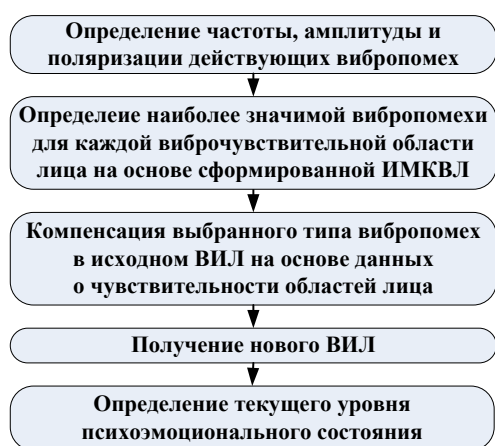 Определение частоты, амплитуды и
поляризации действующих вибропомех
Определеие наиболее значимой вибропомехи
для каждой виброчувствительной области
лица на основе сформированной ИМКВЛ
Компенсация выбранного типа вибропомех
в исходном ВИЛ на основе данных
о чувствительности областей лица
Получение нового ВИЛ
Определение текущего уровня
психоэмоционального состояния